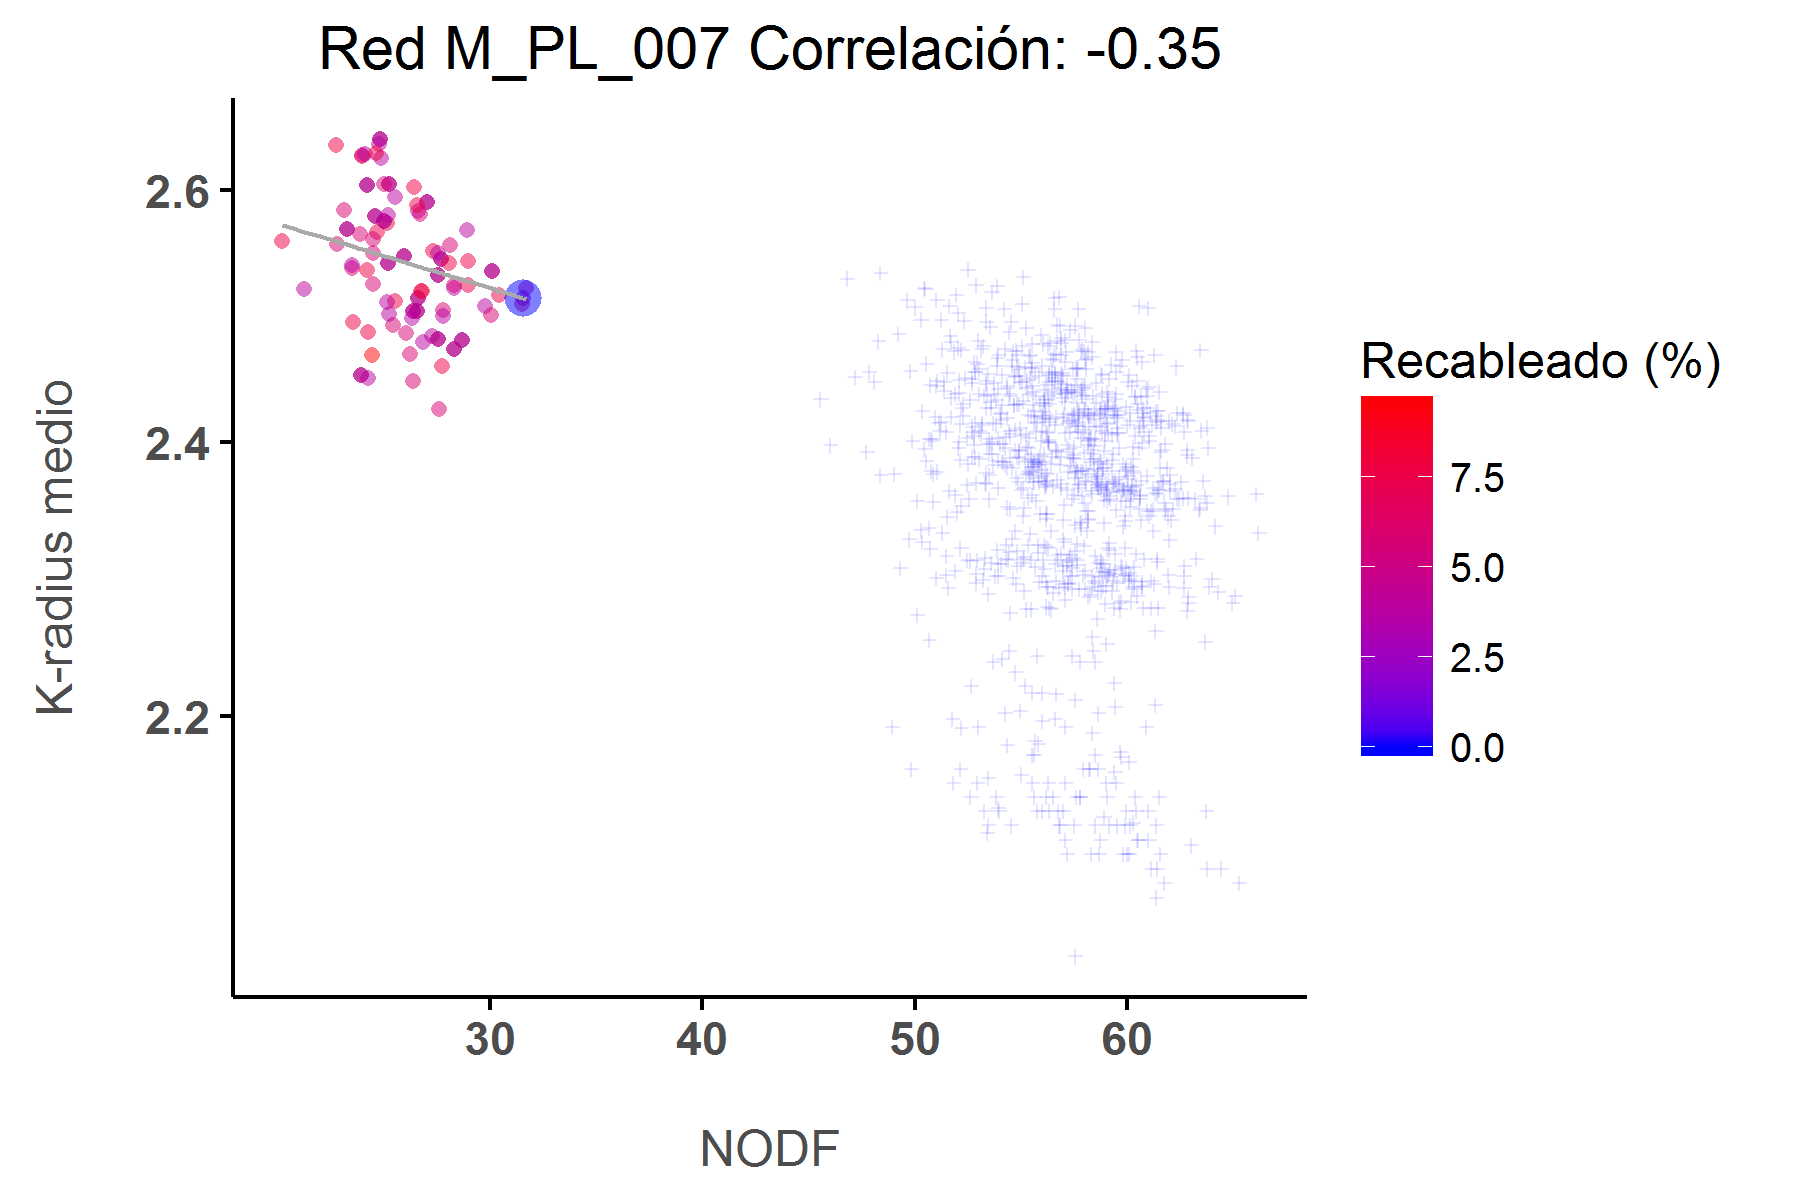 Red M_PL_007 Correlación: -0.35
K-radius medio
2.6
2.4
2.2
30 40 50 60
NODF
Recableado (%)
7.5
5.0
2.5
0.0